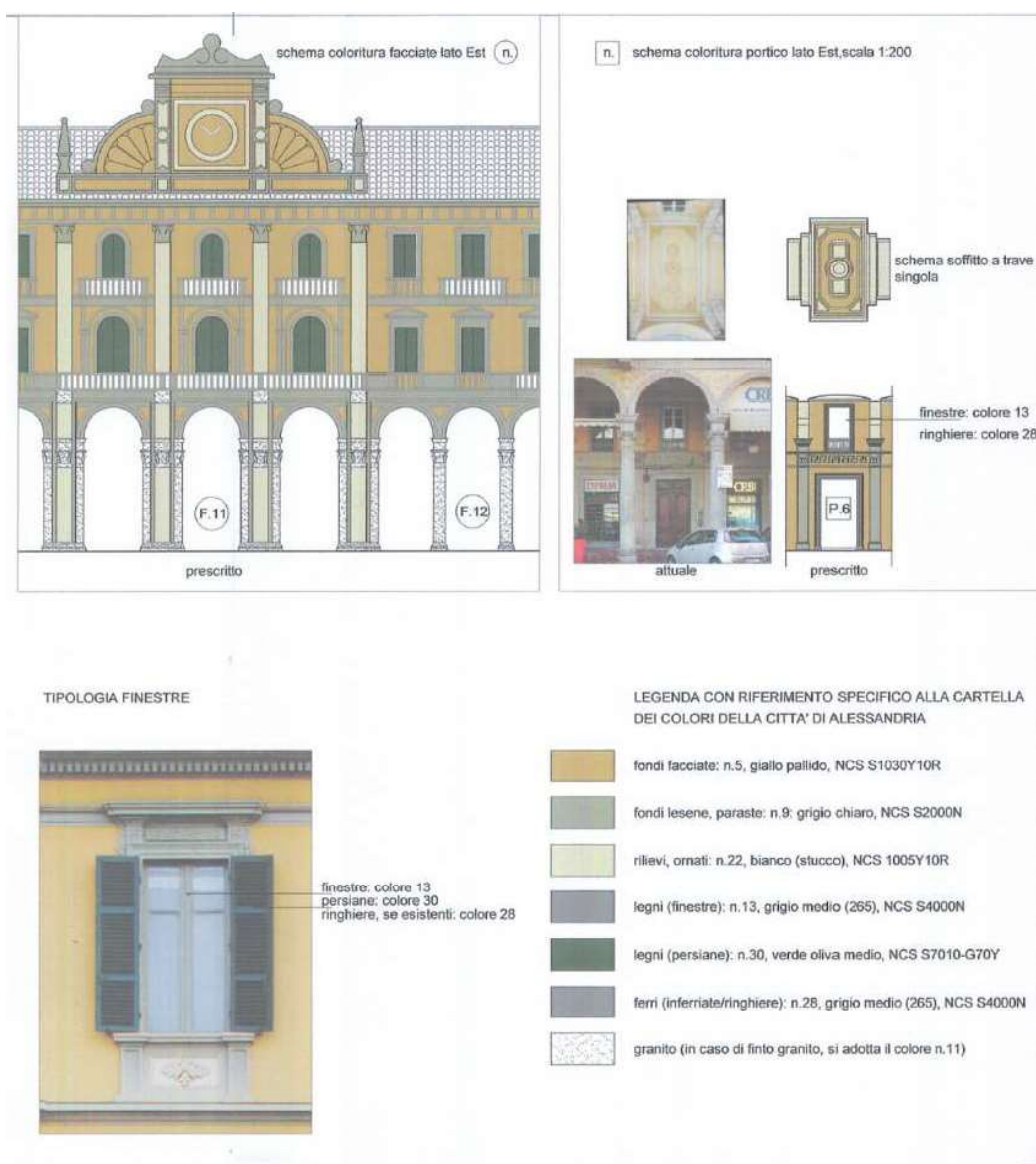 schema coloritura facciate lato Est n.
F.11
F.12
prescritto
n. schema coloritura portico lato Est,scala 1:200
schema soffitto a trave
singola
finestre: colore 13
ringhiere: colore 28
P.6
attuale
prescritto
TIPOLOGIA FINESTRE
finestre: colore 13
persiane: colore 30
ringhiere, se esistenti: colore 28
LEGENDA CON RIFERIMENTO SPECIFICO ALLA CARTELLA
DEI COLORI DELLA CITTA' DI ALESSANDRIA
fondi facciate: n.5, giallo pallido, NCS S1030Y10R
fondi lesene, paraste: n.9: grigio chiaro, NCS S2000N
rilievi, ornati: n.22, bianco (stucco), NCS 1005Y10R
legni (finestre): n.13, grigio medio (265), NCS S4000N
legni (persiane): n.30, verde oliva medio, NCS S7010-G70Y
ferri (inferriate/ringhiere): n.28, grigio medio (265), NCS S4000N
granito (in caso di finto granito, si adotta il colore n.11)